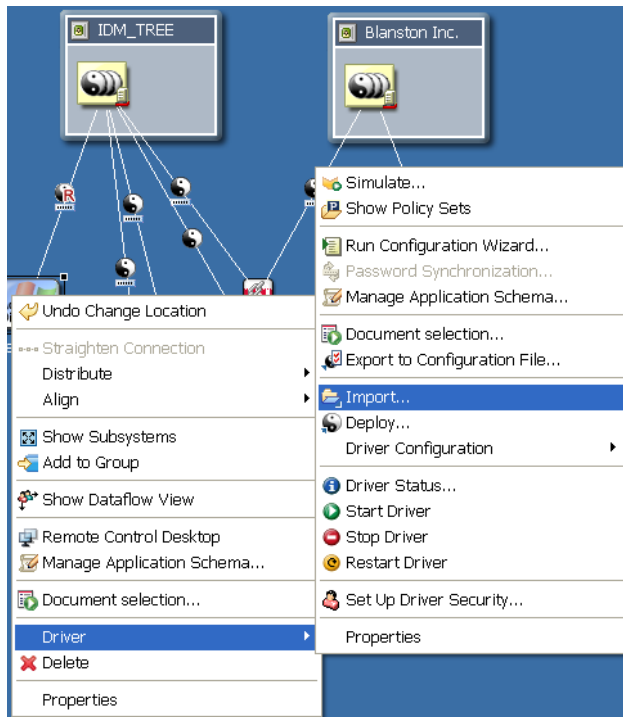 IDM_TREE
Blanston Inc.
R
Undo Change Location
Straighten Connection
Distribute
Align
Show Subsystems
Add to Group
Show Dataflow View
Remote Control Desktop
Manage Application Schema...
Document selection...
Driver
Delete
Properties
Simulate...
Show Policy Sets
Run Configuration Wizard...
Password Synchronization...
Manage Application Schema...
Document selection...
Export to Configuration File...
Import...
Deploy...
Driver Configuration
Driver Status...
Start Driver
Stop Driver
Restart Driver
Set Up Driver Security...
Properties